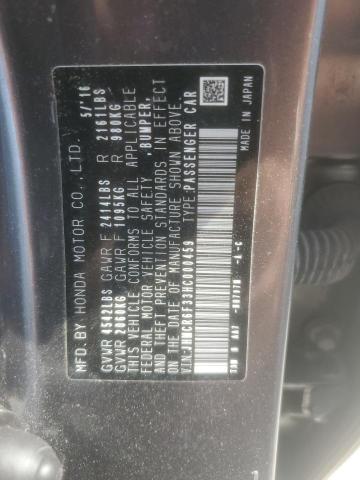 MFD.BY HONDA MOTOR CO.,LTD. 5/'16
GVWR 4542LBS GAWR F 2414LBS R 2161LBS
GVWR 2060KG GAWR F 1095KG R 980KG
THIS VEHICLE CONFORMS TO ALL APPLICABLE
FEDERAL MOTOR VEHICLE SAFETY ,BUMPER,
AND THEFT PREVENTION STANDARDS IN EFFECT
ON THE DATE OF MANUFACTURE SHOWN ABOVE.
V.I.N:JHMCR6F33HC000459 TYPE:PASSENGER CAR
-A-C
MADE IN JAPAN